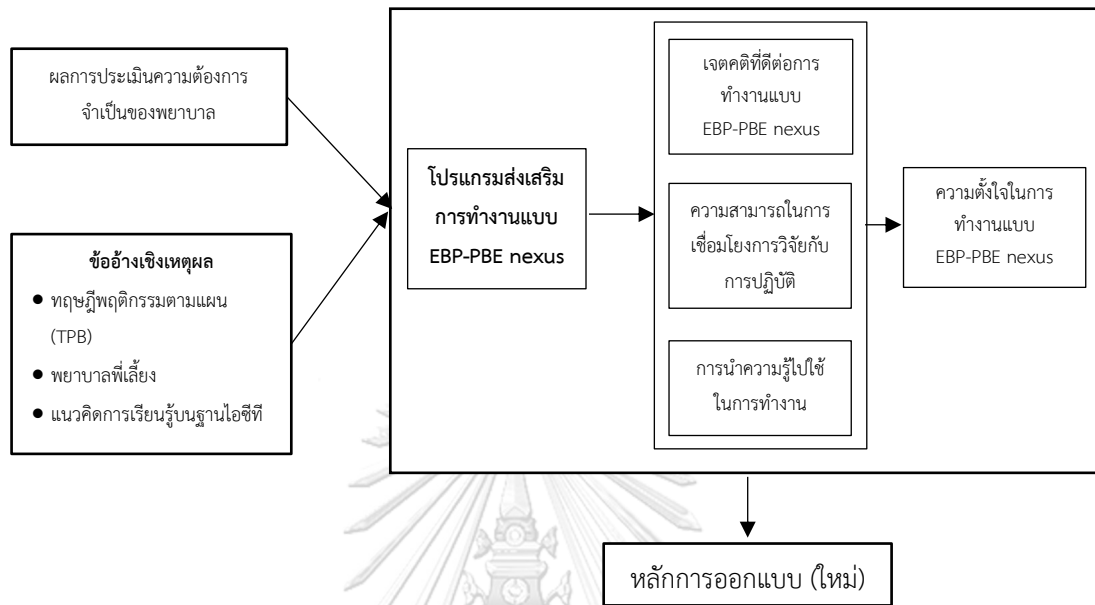 ผลการประเมินความต้องการ
จำเป็นของพยาบาล
ข้ออ้างเชิงเหตุผล
● ทฤษฎีพฤติกรรมตามแผน
(TPB)
● พยาบาลพี่เลี้ยง
● แนวคิดการเรียนรู้บนฐานไอซีที
โปรแกรมส่งเสริม
การทำงานแบบ
EBP-PBE nexus
เจตคติที่ดีต่อการ
ทำงานแบบ
EBP-PBE nexus
ความสามารถในการ
เชื่อมโยงการวิจัยกับ
การปฏิบัติ
การนำความรู้ไปใช้
ในการทำงาน
ความตั้งใจในการ
ทำงานแบบ
EBP-PBE nexus
หลักการออกแบบ (ใหม่)